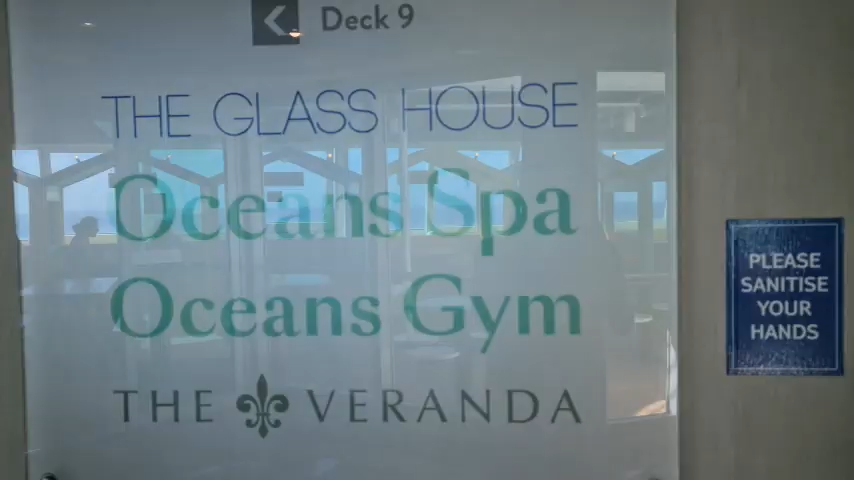 Deck 9
THE GLASS HOUSE
Oceans Spa
Oceans Gym
THE VERANDA
PLEASE
SANITISE
YOUR
HANDS